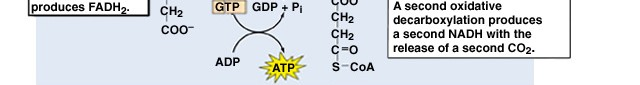 produces FADH₂.
CH₂
COO⁻
GTP GDP + Pᵢ
ADP
ATP
COO⁻
CH₂
CH₂
C=O
S–CoA
A second oxidative
decarboxylation produces
a second NADH with the
release of a second CO₂.